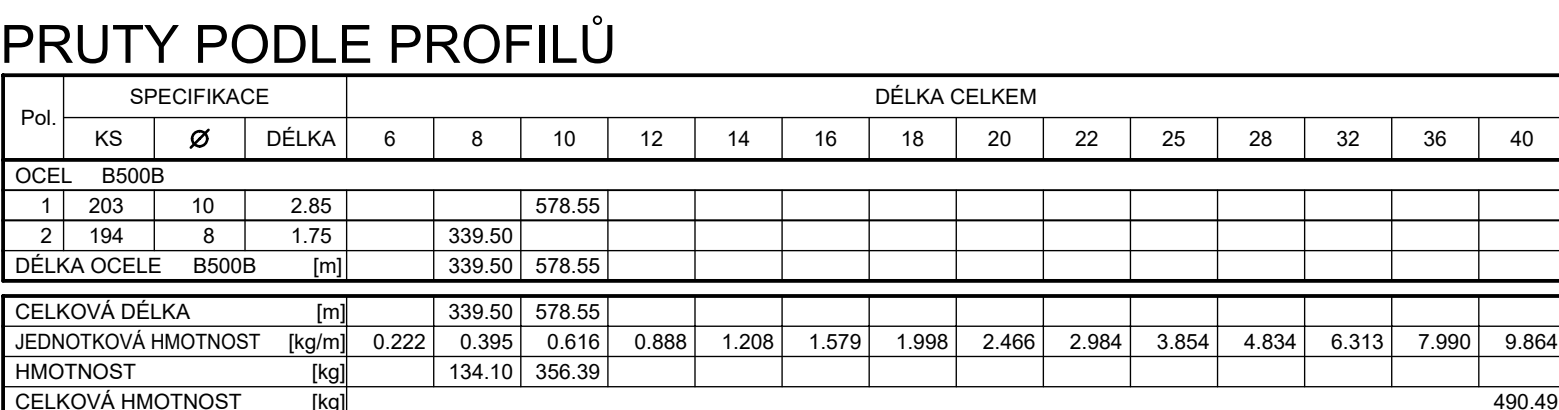 PRUTY PODLE PROFILŮ
Pol. SPECIFIKACE DÉLKA CELKEM
KS Ø DÉLKA 6 8 10 12 14 16 18 20 22 25 28 32 36 40
OCEL B500B
1 203 10 2.85 578.55
2 194 8 1.75 339.50
DÉLKA OCELE B500B [m] 339.50 578.55
CELKOVÁ DÉLKA [m] 339.50 578.55
JEDNOTKOVÁ HMOTNOST [kg/m] 0.222 0.395 0.616 0.888 1.208 1.579 1.998 2.466 2.984 3.854 4.834 6.313 7.990 9.864
HMOTNOST [kg] 134.10 356.39
CELKOVÁ HMOTNOST [kg] 490.49